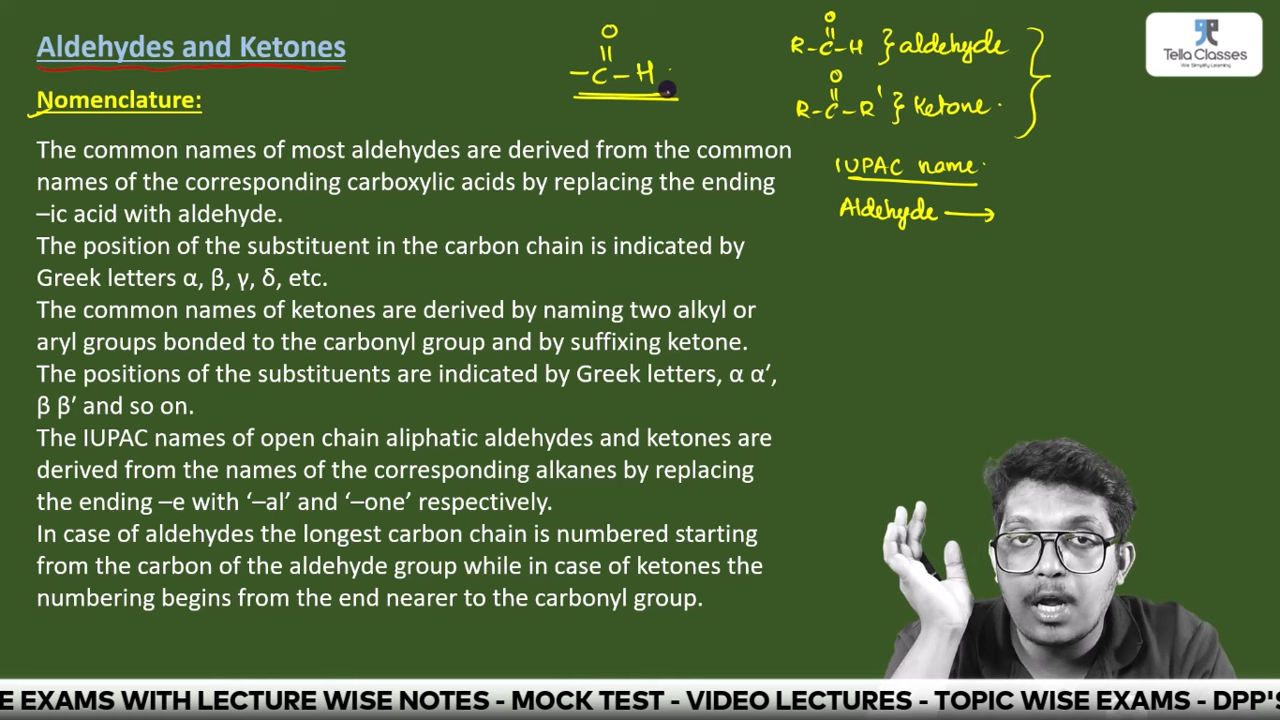 Aldehydes and Ketones
Nomenclature:
O
–C–H
O
R–C–H } aldehyde
O
R–C–R' } Ketone
IUPAC name
Aldehyde →
Tella Classes
The common names of most aldehydes are derived from the common
names of the corresponding carboxylic acids by replacing the ending
–ic acid with aldehyde.
The position of the substituent in the carbon chain is indicated by
Greek letters α, β, γ, δ, etc.
The common names of ketones are derived by naming two alkyl or
aryl groups bonded to the carbonyl group and by suffixing ketone.
The positions of the substituents are indicated by Greek letters, α α′,
β β′ and so on.
The IUPAC names of open chain aliphatic aldehydes and ketones are
derived from the names of the corresponding alkanes by replacing
the ending –e with ‘–al’ and ‘–one’ respectively.
In case of aldehydes the longest carbon chain is numbered starting
from the carbon of the aldehyde group while in case of ketones the
numbering begins from the end nearer to the carbonyl group.
E EXAMS WITH LECTURE WISE NOTES - MOCK TEST - VIDEO LECTURES - TOPIC WISE EXAMS - DPP'S